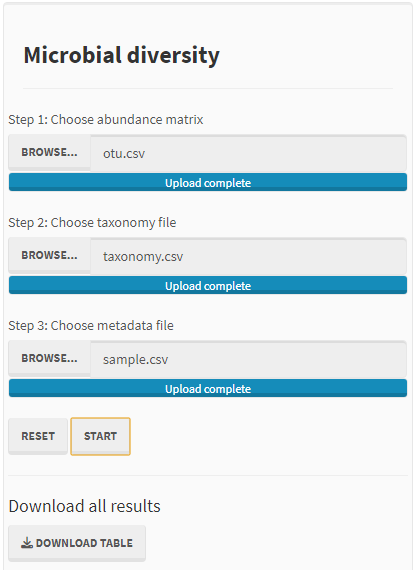 Microbial diversity
Step 1: Choose abundance matrix
BROWSE... otu.csv
Upload complete
Step 2: Choose taxonomy file
BROWSE... taxonomy.csv
Upload complete
Step 3: Choose metadata file
BROWSE... sample.csv
Upload complete
RESET START
Download all results
DOWNLOAD TABLE